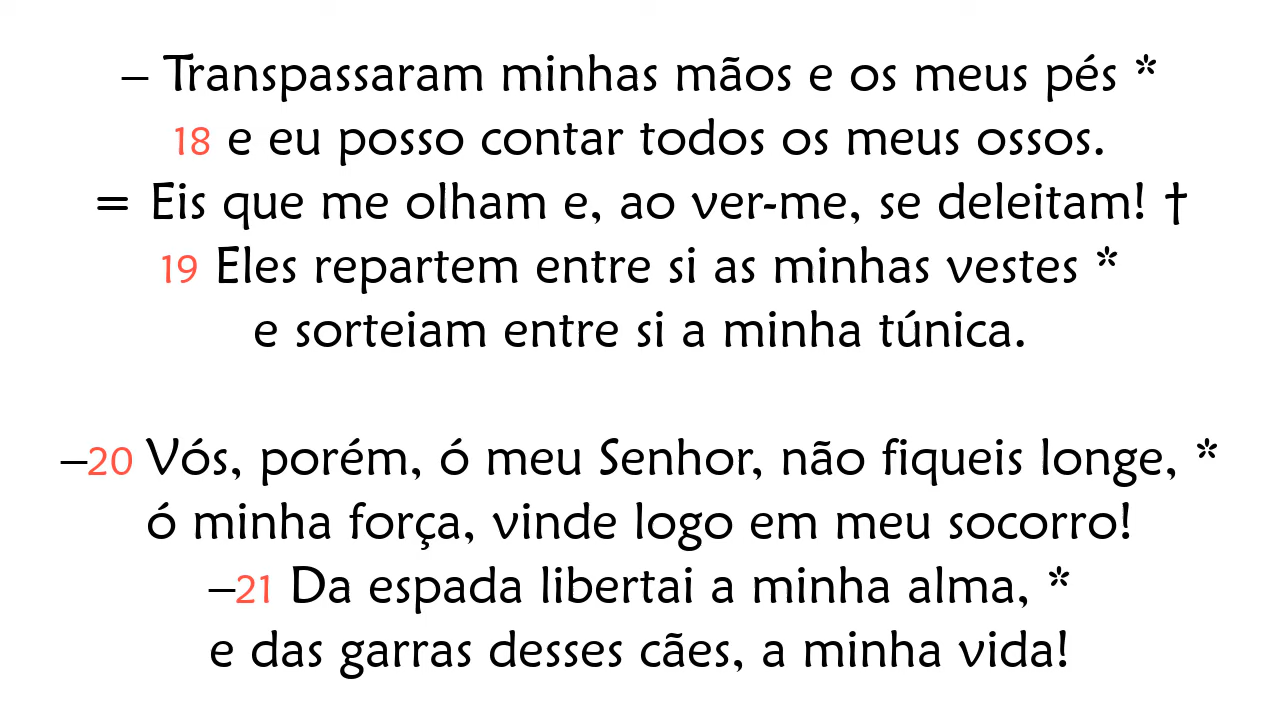 – Transpassaram minhas mãos e os meus pés *
18 e eu posso contar todos os meus ossos.
= Eis que me olham e, ao ver-me, se deleitam! †
19 Eles repartem entre si as minhas vestes *
e sorteiam entre si a minha túnica.
–20 Vós, porém, ó meu Senhor, não fiqueis longe, *
ó minha força, vinde logo em meu socorro!
–21 Da espada libertai a minha alma, *
e das garras desses cães, a minha vida!